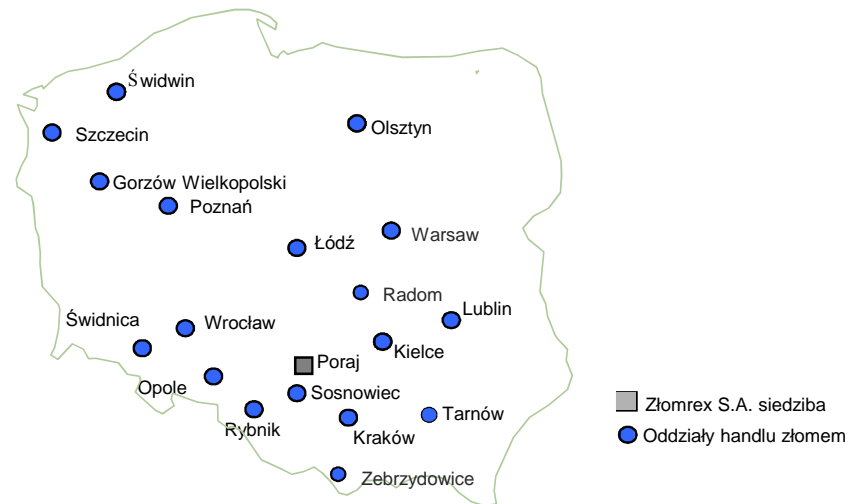 Świdwin
Szczecin
Olsztyn
Gorzów Wielkopolski
Poznań
Warsaw
Łódź
Radom
Lublin
Świdnica
Wrocław
Kielce
Poraj
Opole
Sosnowiec
Tarnów
Rybnik
Kraków
Zebrzydowice
Złomrex S.A. siedziba
Oddziały handlu złomem